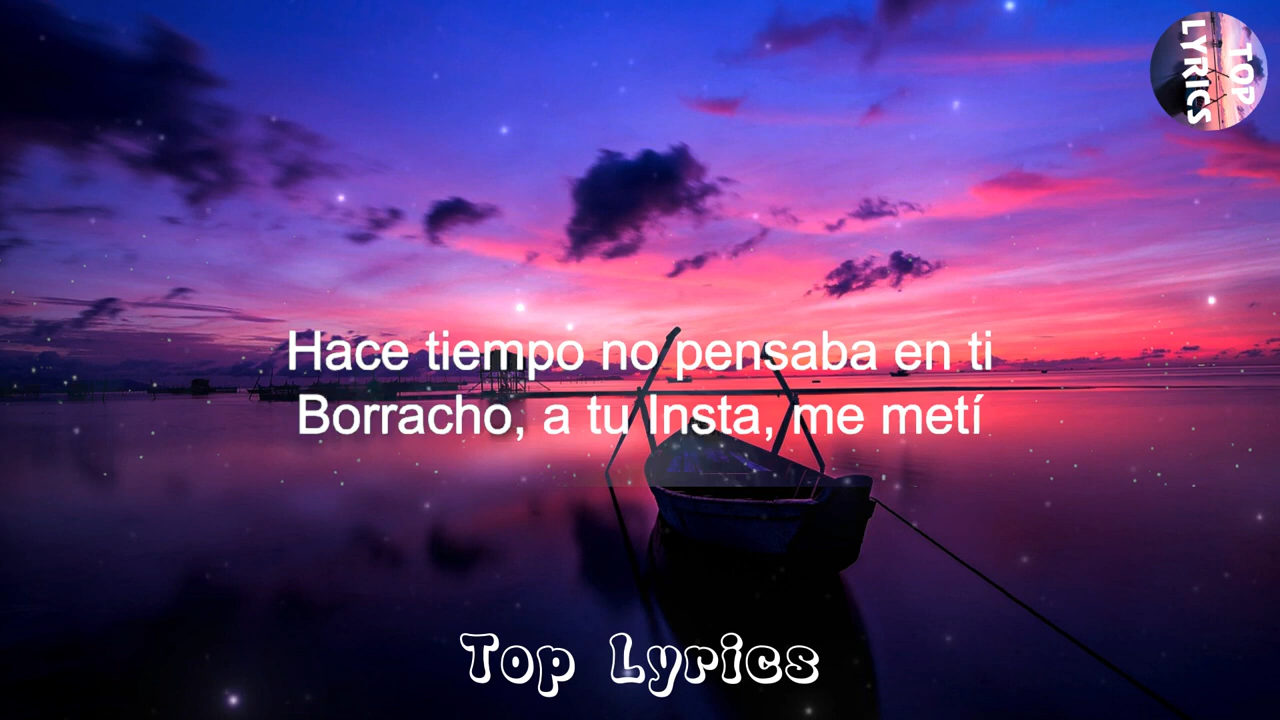 TOP
LYRICS
Hace tiempo no pensaba en ti
Borracho, a tu Insta, me metí
Top Lyrics